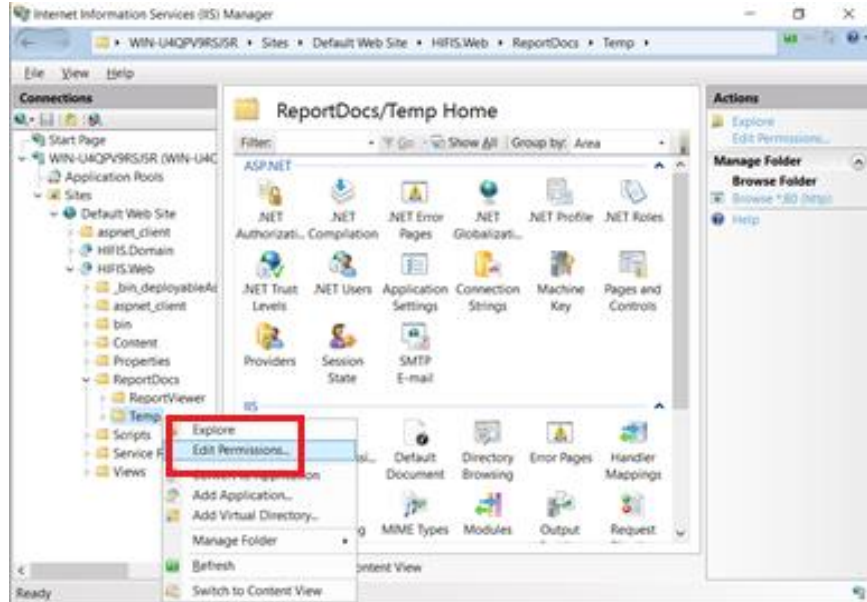 Internet Information Services (IIS) Manager
WIN-U4QPV9RSJSR
Sites
Default Web Site
HIFIS.Web
ReportDocs
Temp
File
View
Help
Connections
Start Page
WIN-U4QPV9RSJSR (WIN-U4C
Application Pools
Sites
Default Web Site
aspnet_client
HIFIS.Domain
HIFIS.Web
_bin_deployableAs
aspnet_client
bin
Content
Properties
ReportDocs
ReportViewer
Temp
Scripts
Service R
Views
Explore
Edit Permissions...
Convert to Application
Add Application...
Add Virtual Directory...
Manage Folder
Refresh
Switch to Content View
ReportDocs/Temp Home
Filter:
Go
Show All
Group by: Area
ASP.NET
.NET Authorizati...
.NET Compilation
.NET Error Pages
.NET Globalizati...
.NET Profile
.NET Roles
.NET Trust Levels
.NET Users
Application Settings
Connection Strings
Machine Key
Pages and Controls
Providers
Session State
SMTP E-mail
IIS
Default Document
Directory Browsing
Error Pages
Handler Mappings
MIME Types
Modules
Output
Request
ontent View
Actions
Explore
Edit Permissions...
Manage Folder
Browse Folder
Browse *:80 (http)
Help
Ready